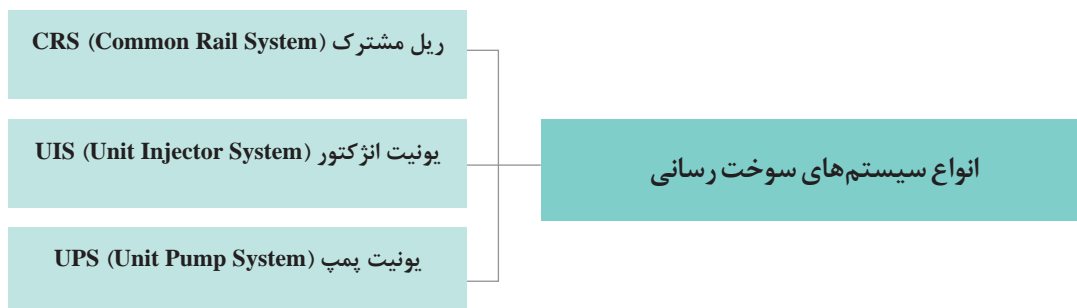 انواع سیستم‌های سوخت رسانی
ریل مشترک CRS (Common Rail System)
یونیت انژکتور UIS (Unit Injector System)
یونیت پمپ UPS (Unit Pump System)